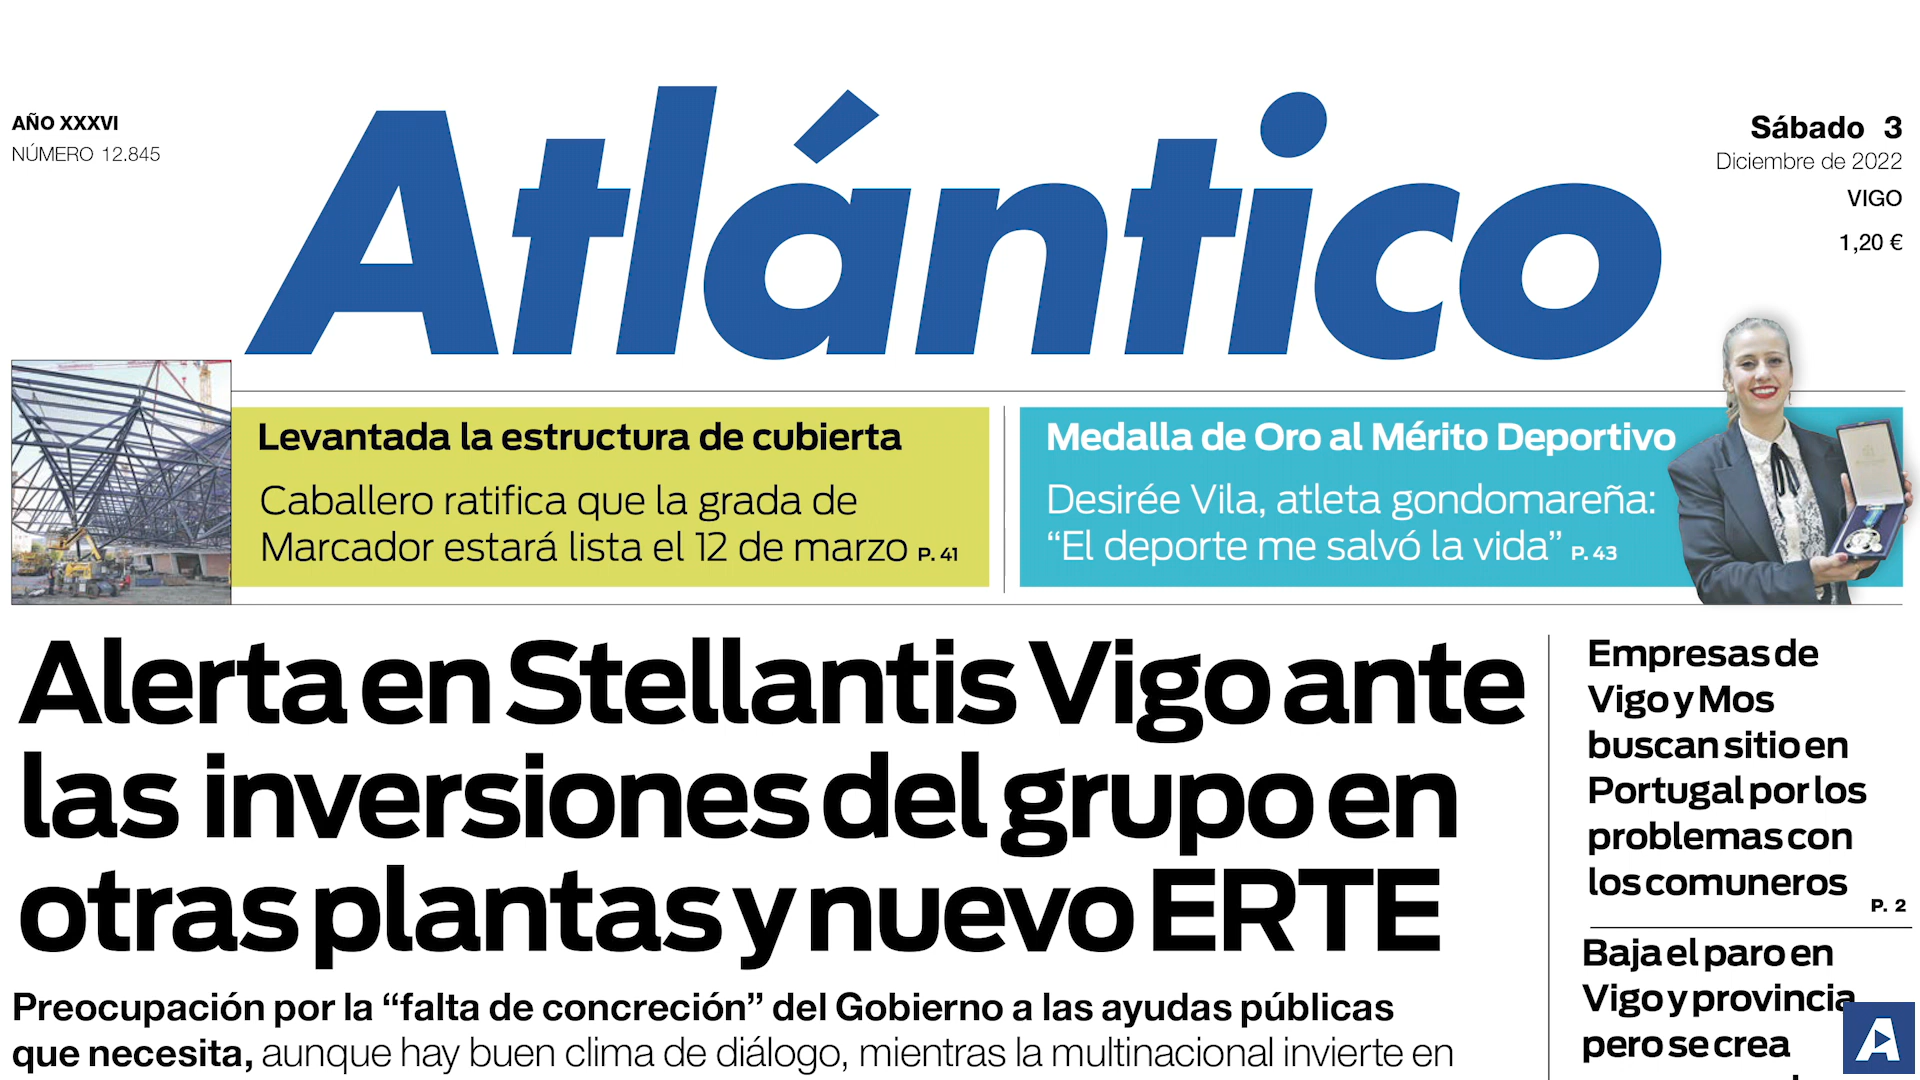 AÑO XXXVI
NÚMERO 12.845
Atlántico
Sábado 3
Diciembre de 2022
VIGO
1,20 €
Levantada la estructura de cubierta
Caballero ratifica que la grada de
Marcador estará lista el 12 de marzo P. 41
Medalla de Oro al Mérito Deportivo
Desirée Vila, atleta gondomareña:
“El deporte me salvó la vida” P. 43
Alerta en Stellantis Vigo ante
las inversiones del grupo en
otras plantas y nuevo ERTE
Preocupación por la “falta de concreción” del Gobierno a las ayudas públicas
que necesita, aunque hay buen clima de diálogo, mientras la multinacional invierte en
Empresas de
Vigo y Mos
buscan sitio en
Portugal por los
problemas con
los comuneros
P. 2
Baja el paro en
Vigo y provincia
pero se crea
A